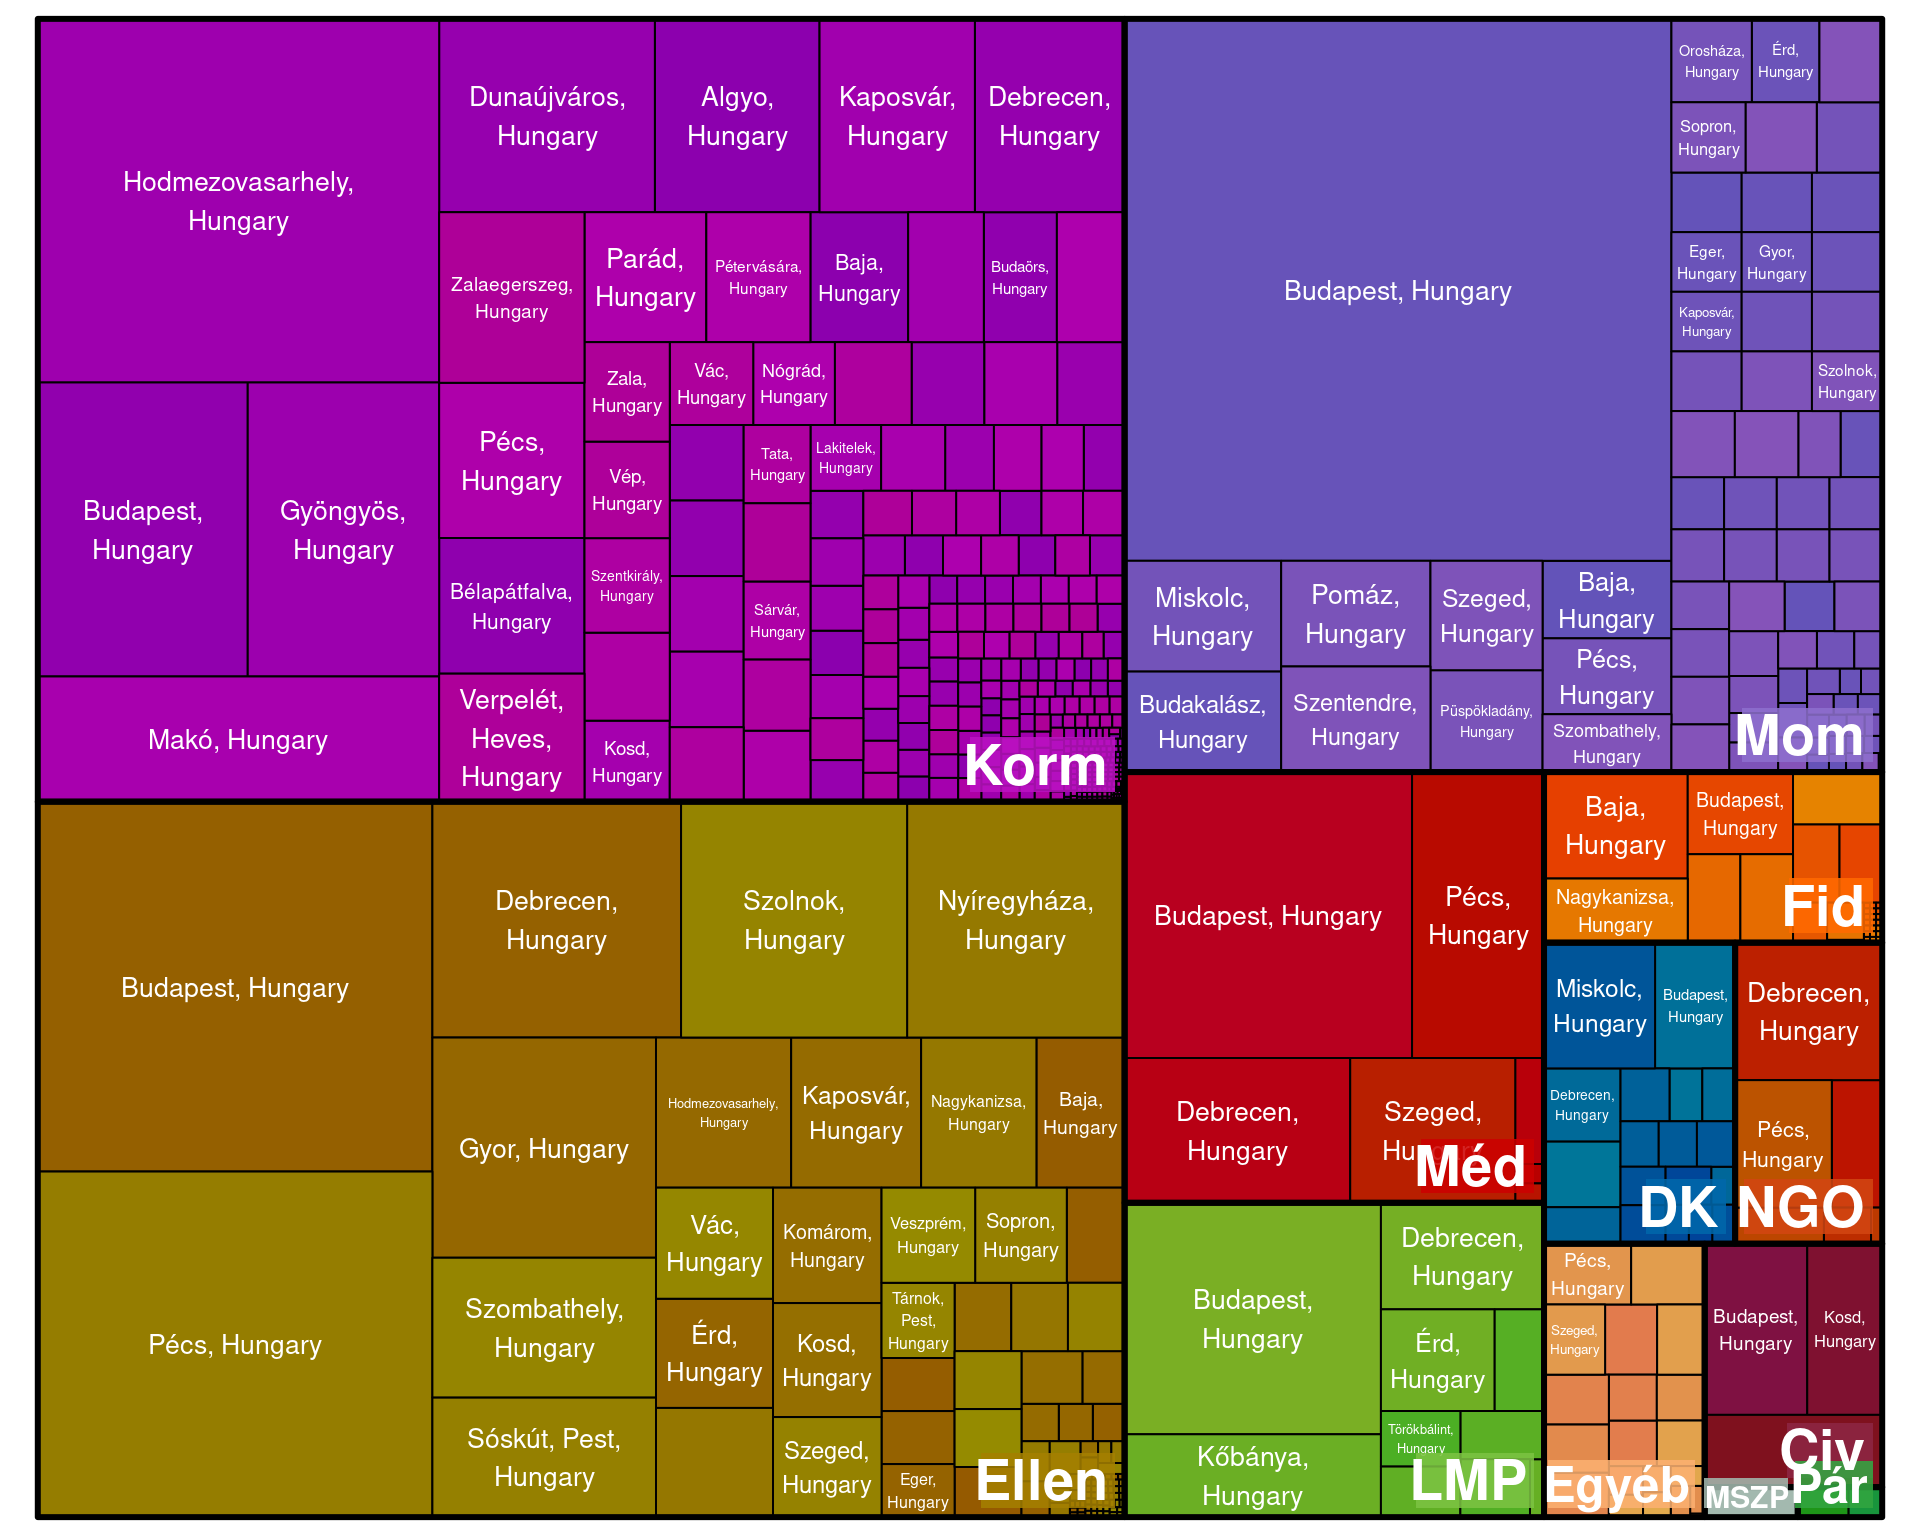 Hodmezovasarhely,
Hungary
Budapest,
Hungary
Gyöngyös,
Hungary
Makó, Hungary
Dunaújváros,
Hungary
Algyo,
Hungary
Kaposvár,
Hungary
Debrecen,
Hungary
Zalaegerszeg,
Hungary
Parád,
Hungary
Pétervására,
Hungary
Baja,
Hungary
Budaörs,
Hungary
Pécs,
Hungary
Zala,
Hungary
Vác,
Hungary
Nógrád,
Hungary
Vép,
Hungary
Tata,
Hungary
Lakitelek,
Hungary
Bélapátfalva,
Hungary
Szentkirály,
Hungary
Sárvár,
Hungary
Verpelét,
Heves,
Hungary
Kosd,
Hungary
Korm
Budapest, Hungary
Orosháza,
Hungary
Érd,
Hungary
Sopron,
Hungary
Eger,
Hungary
Gyor,
Hungary
Kaposvár,
Hungary
Szolnok,
Hungary
Miskolc,
Hungary
Pomáz,
Hungary
Szeged,
Hungary
Baja,
Hungary
Pécs,
Hungary
Budakalász,
Hungary
Szentendre,
Hungary
Püspökladány,
Hungary
Szombathely,
Hungary
Mom
Budapest, Hungary
Pécs, Hungary
Debrecen,
Hungary
Szolnok,
Hungary
Nyíregyháza,
Hungary
Gyor, Hungary
Hodmezovasarhely,
Hungary
Kaposvár,
Hungary
Nagykanizsa,
Hungary
Baja,
Hungary
Szombathely,
Hungary
Sóskút, Pest,
Hungary
Vác,
Hungary
Komárom,
Hungary
Veszprém,
Hungary
Sopron,
Hungary
Érd,
Hungary
Kosd,
Hungary
Tárnok,
Pest,
Hungary
Szeged,
Hungary
Eger,
Hungary
Ellen
Budapest, Hungary
Pécs,
Hungary
Debrecen,
Hungary
Szeged,
Méd
Baja,
Hungary
Budapest,
Hungary
Nagykanizsa,
Hungary
Fid
Miskolc,
Hungary
Budapest,
Hungary
Debrecen,
Hungary
DK
Debrecen,
Hungary
Pécs,
Hungary
NGO
Budapest,
Hungary
Kőbánya,
Hungary
Debrecen,
Hungary
Érd,
Hungary
Törökbálint,
Hungary
LMP
Pécs,
Hungary
Szeged,
Hungary
Egyéb
Budapest,
Hungary
Kosd,
Hungary
Civ
MSZP
Pár